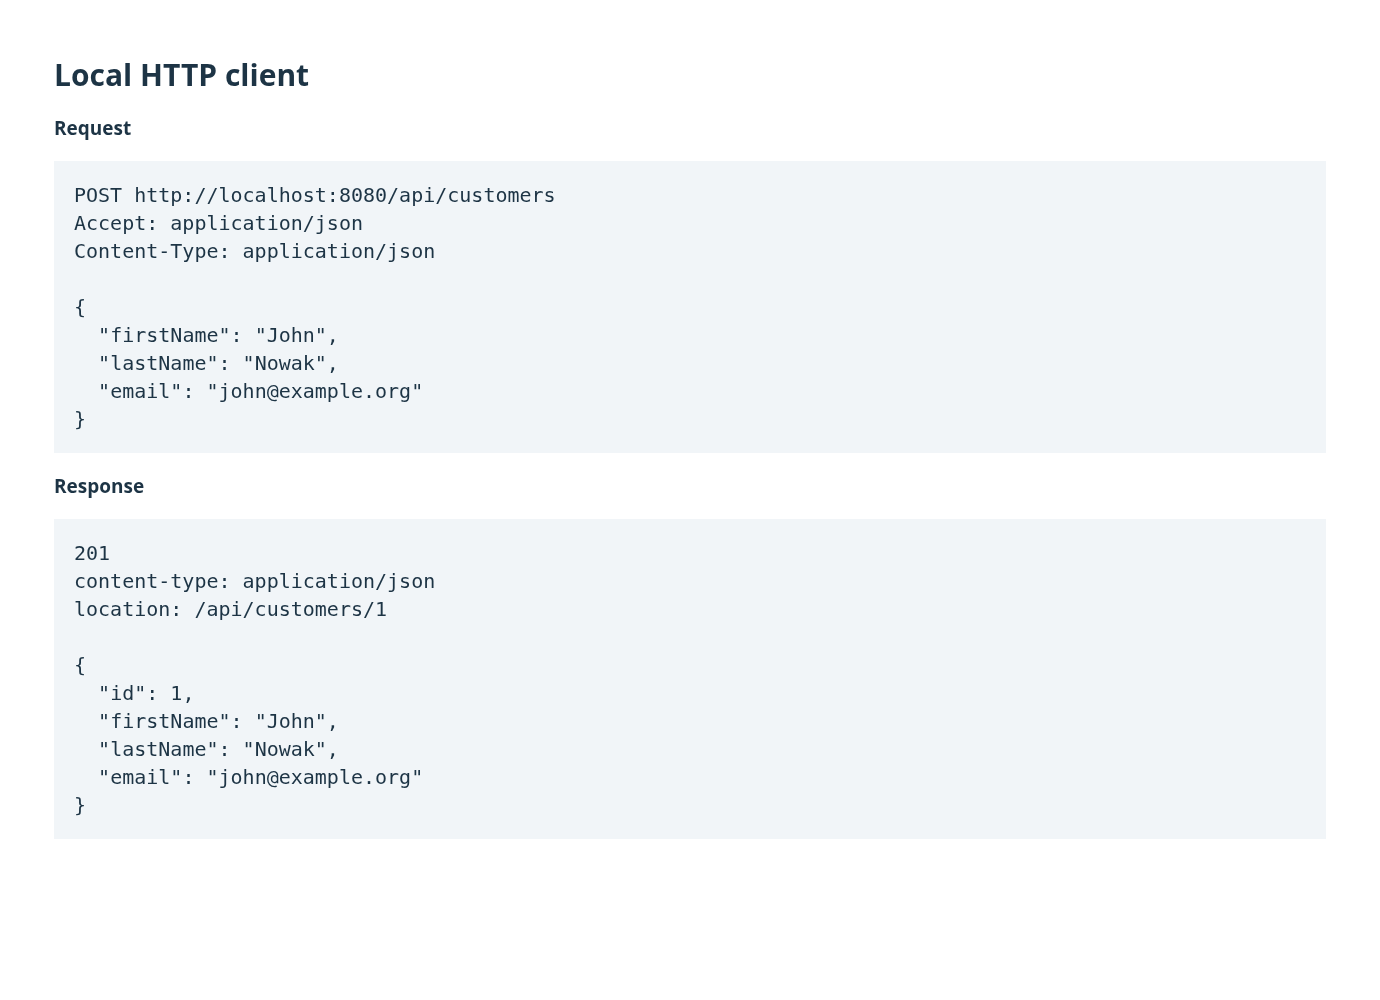 Local HTTP client
Request
POST http://localhost:8080/api/customers
Accept: application/json
Content-Type: application/json
{
  "firstName": "John",
  "lastName": "Nowak",
  "email": "john@example.org"
}
Response
201
content-type: application/json
location: /api/customers/1
{
  "id": 1,
  "firstName": "John",
  "lastName": "Nowak",
  "email": "john@example.org"
}